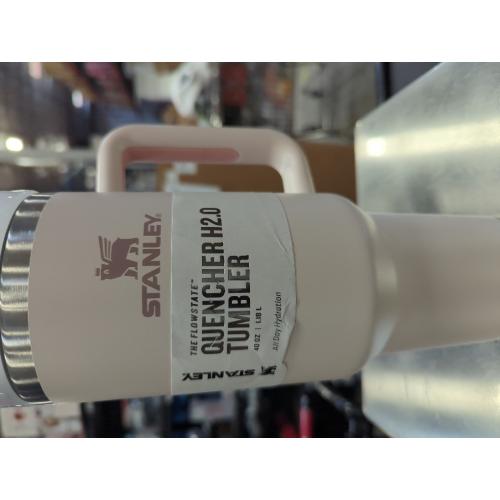 STANLEY.
THE FLOWSTATE™
QUENCHER H2.0
TUMBLER
40 OZ | 1.18 L
All Day Hydration
STANLEY